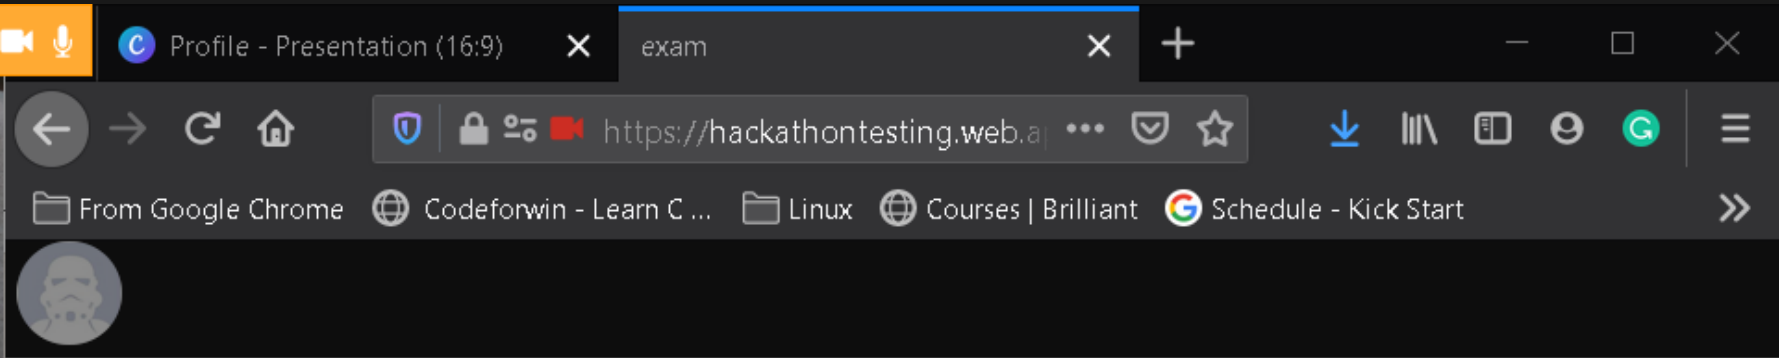 Profile - Presentation (16:9)
exam
https://hackathontesting.web.a
From Google Chrome
Codeforwin - Learn C ...
Linux
Courses | Brilliant
Schedule - Kick Start